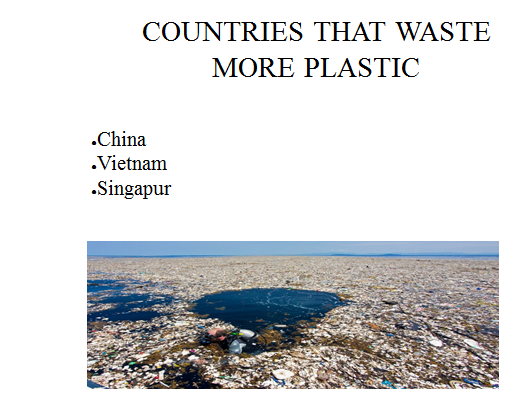 COUNTRIES THAT WASTE
MORE PLASTIC
●China
●Vietnam
●Singapur